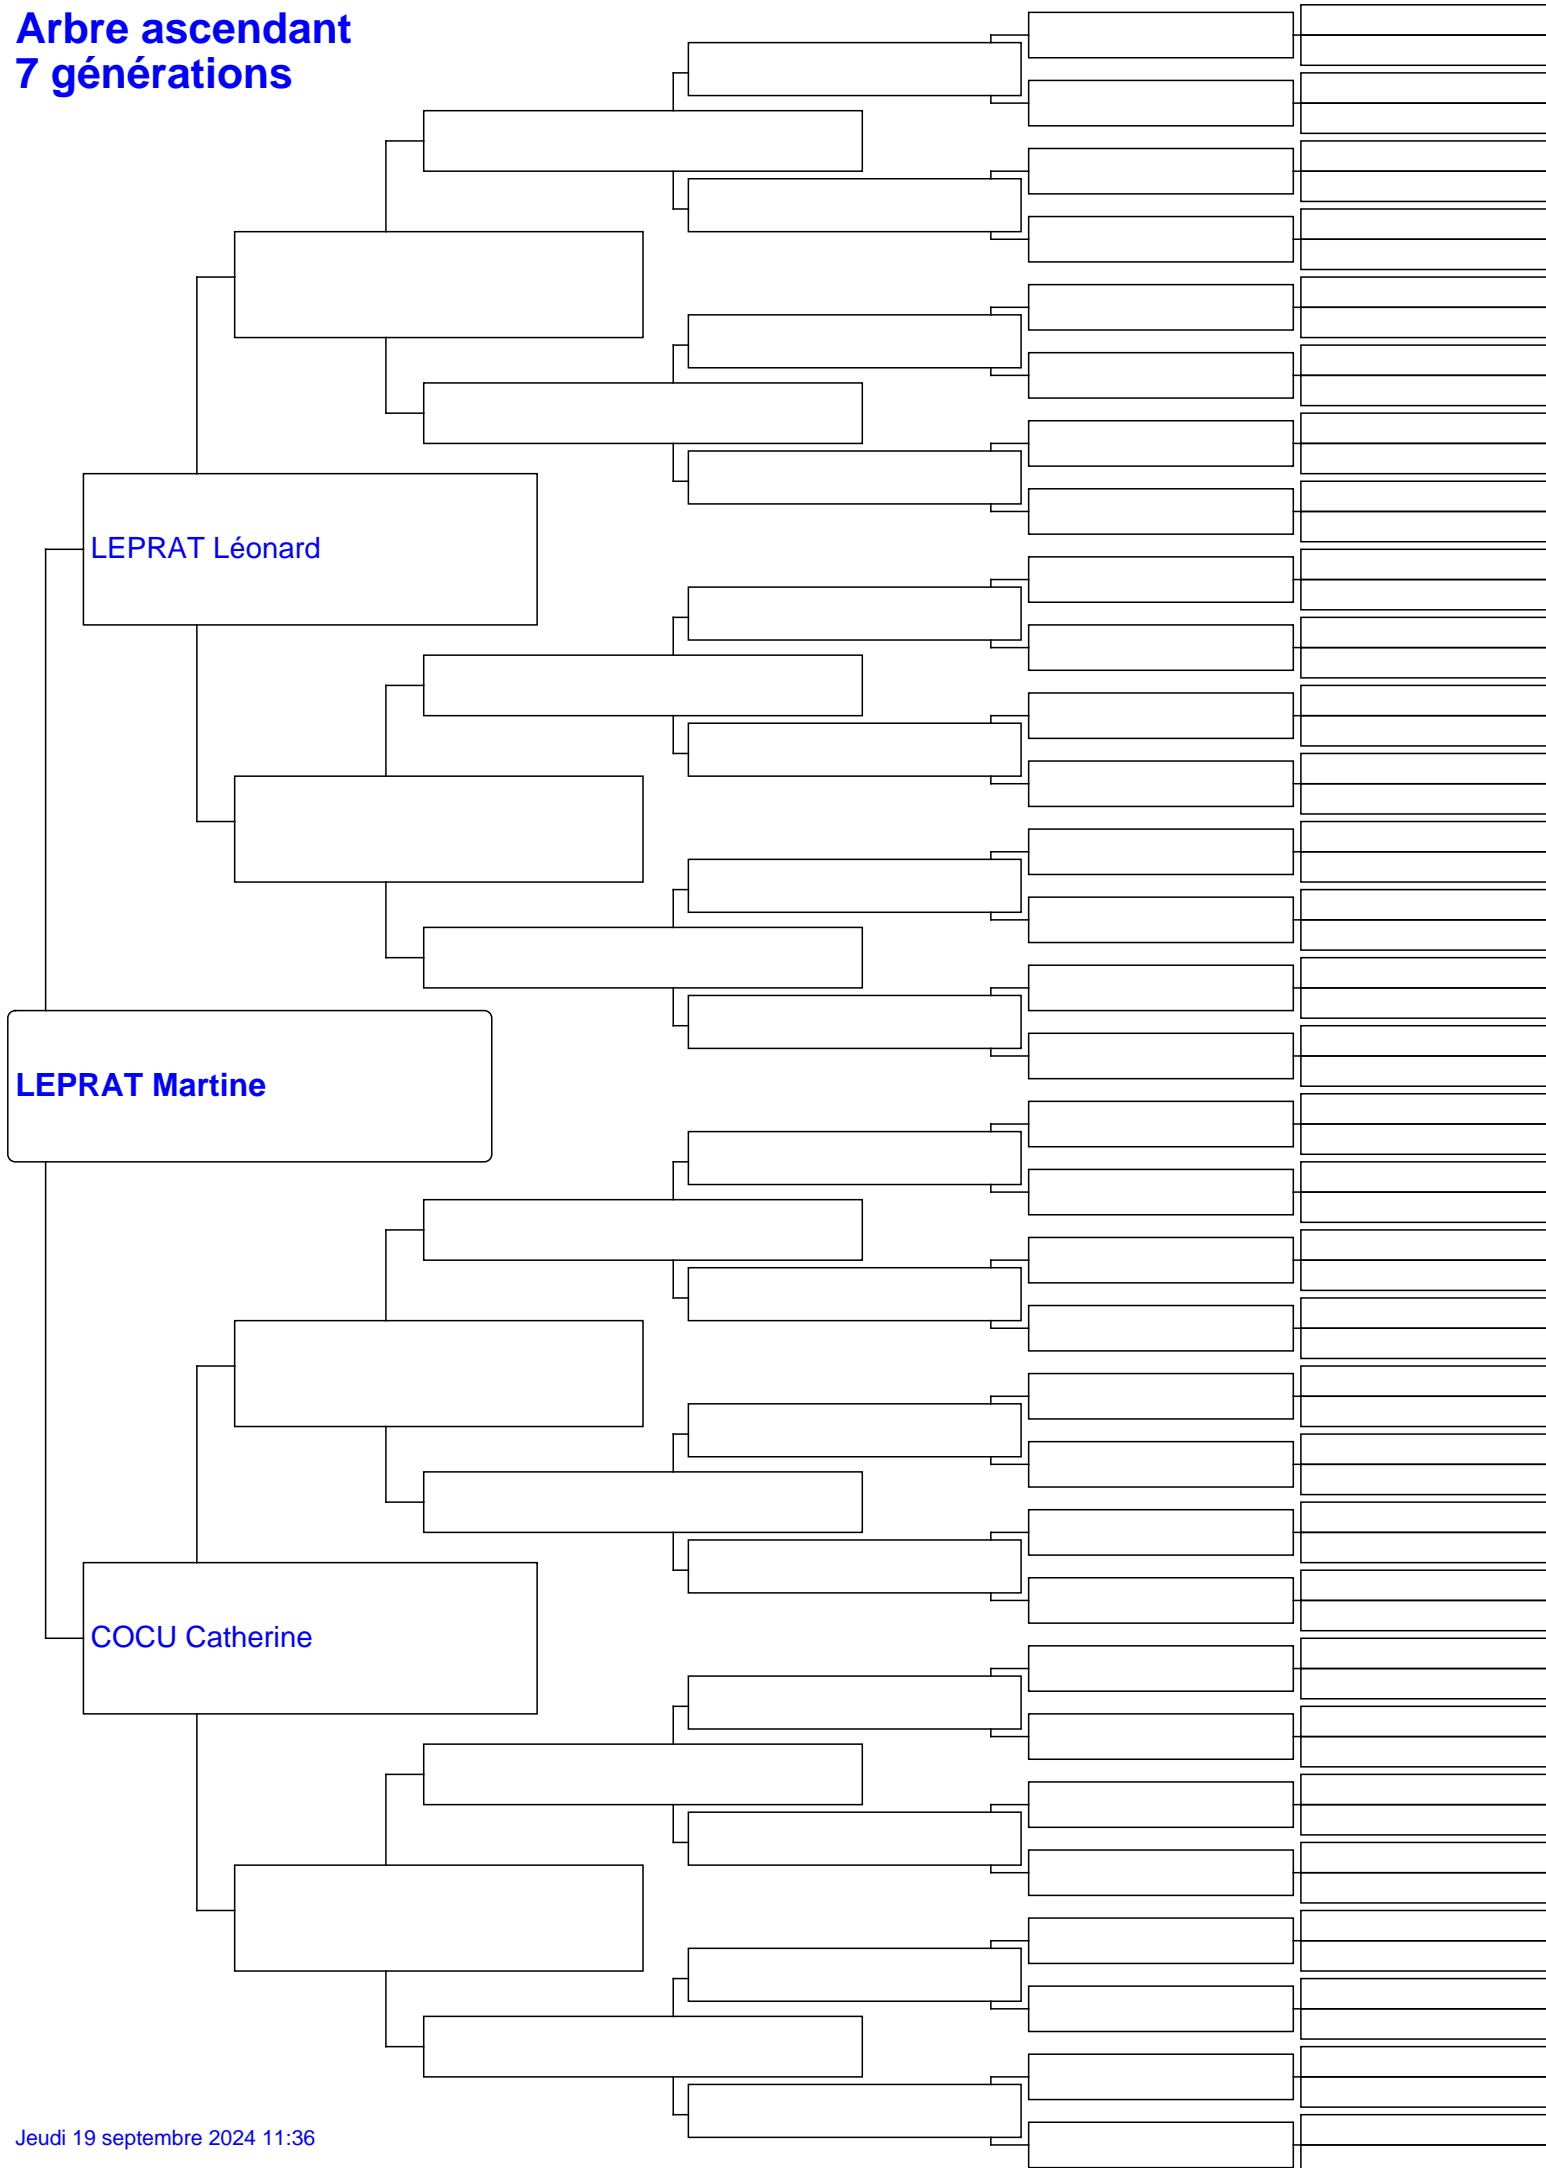 Arbre ascendant
7 générations
LEPRAT Léonard
LEPRAT Martine
COCU Catherine
Jeudi 19 septembre 2024 11:36